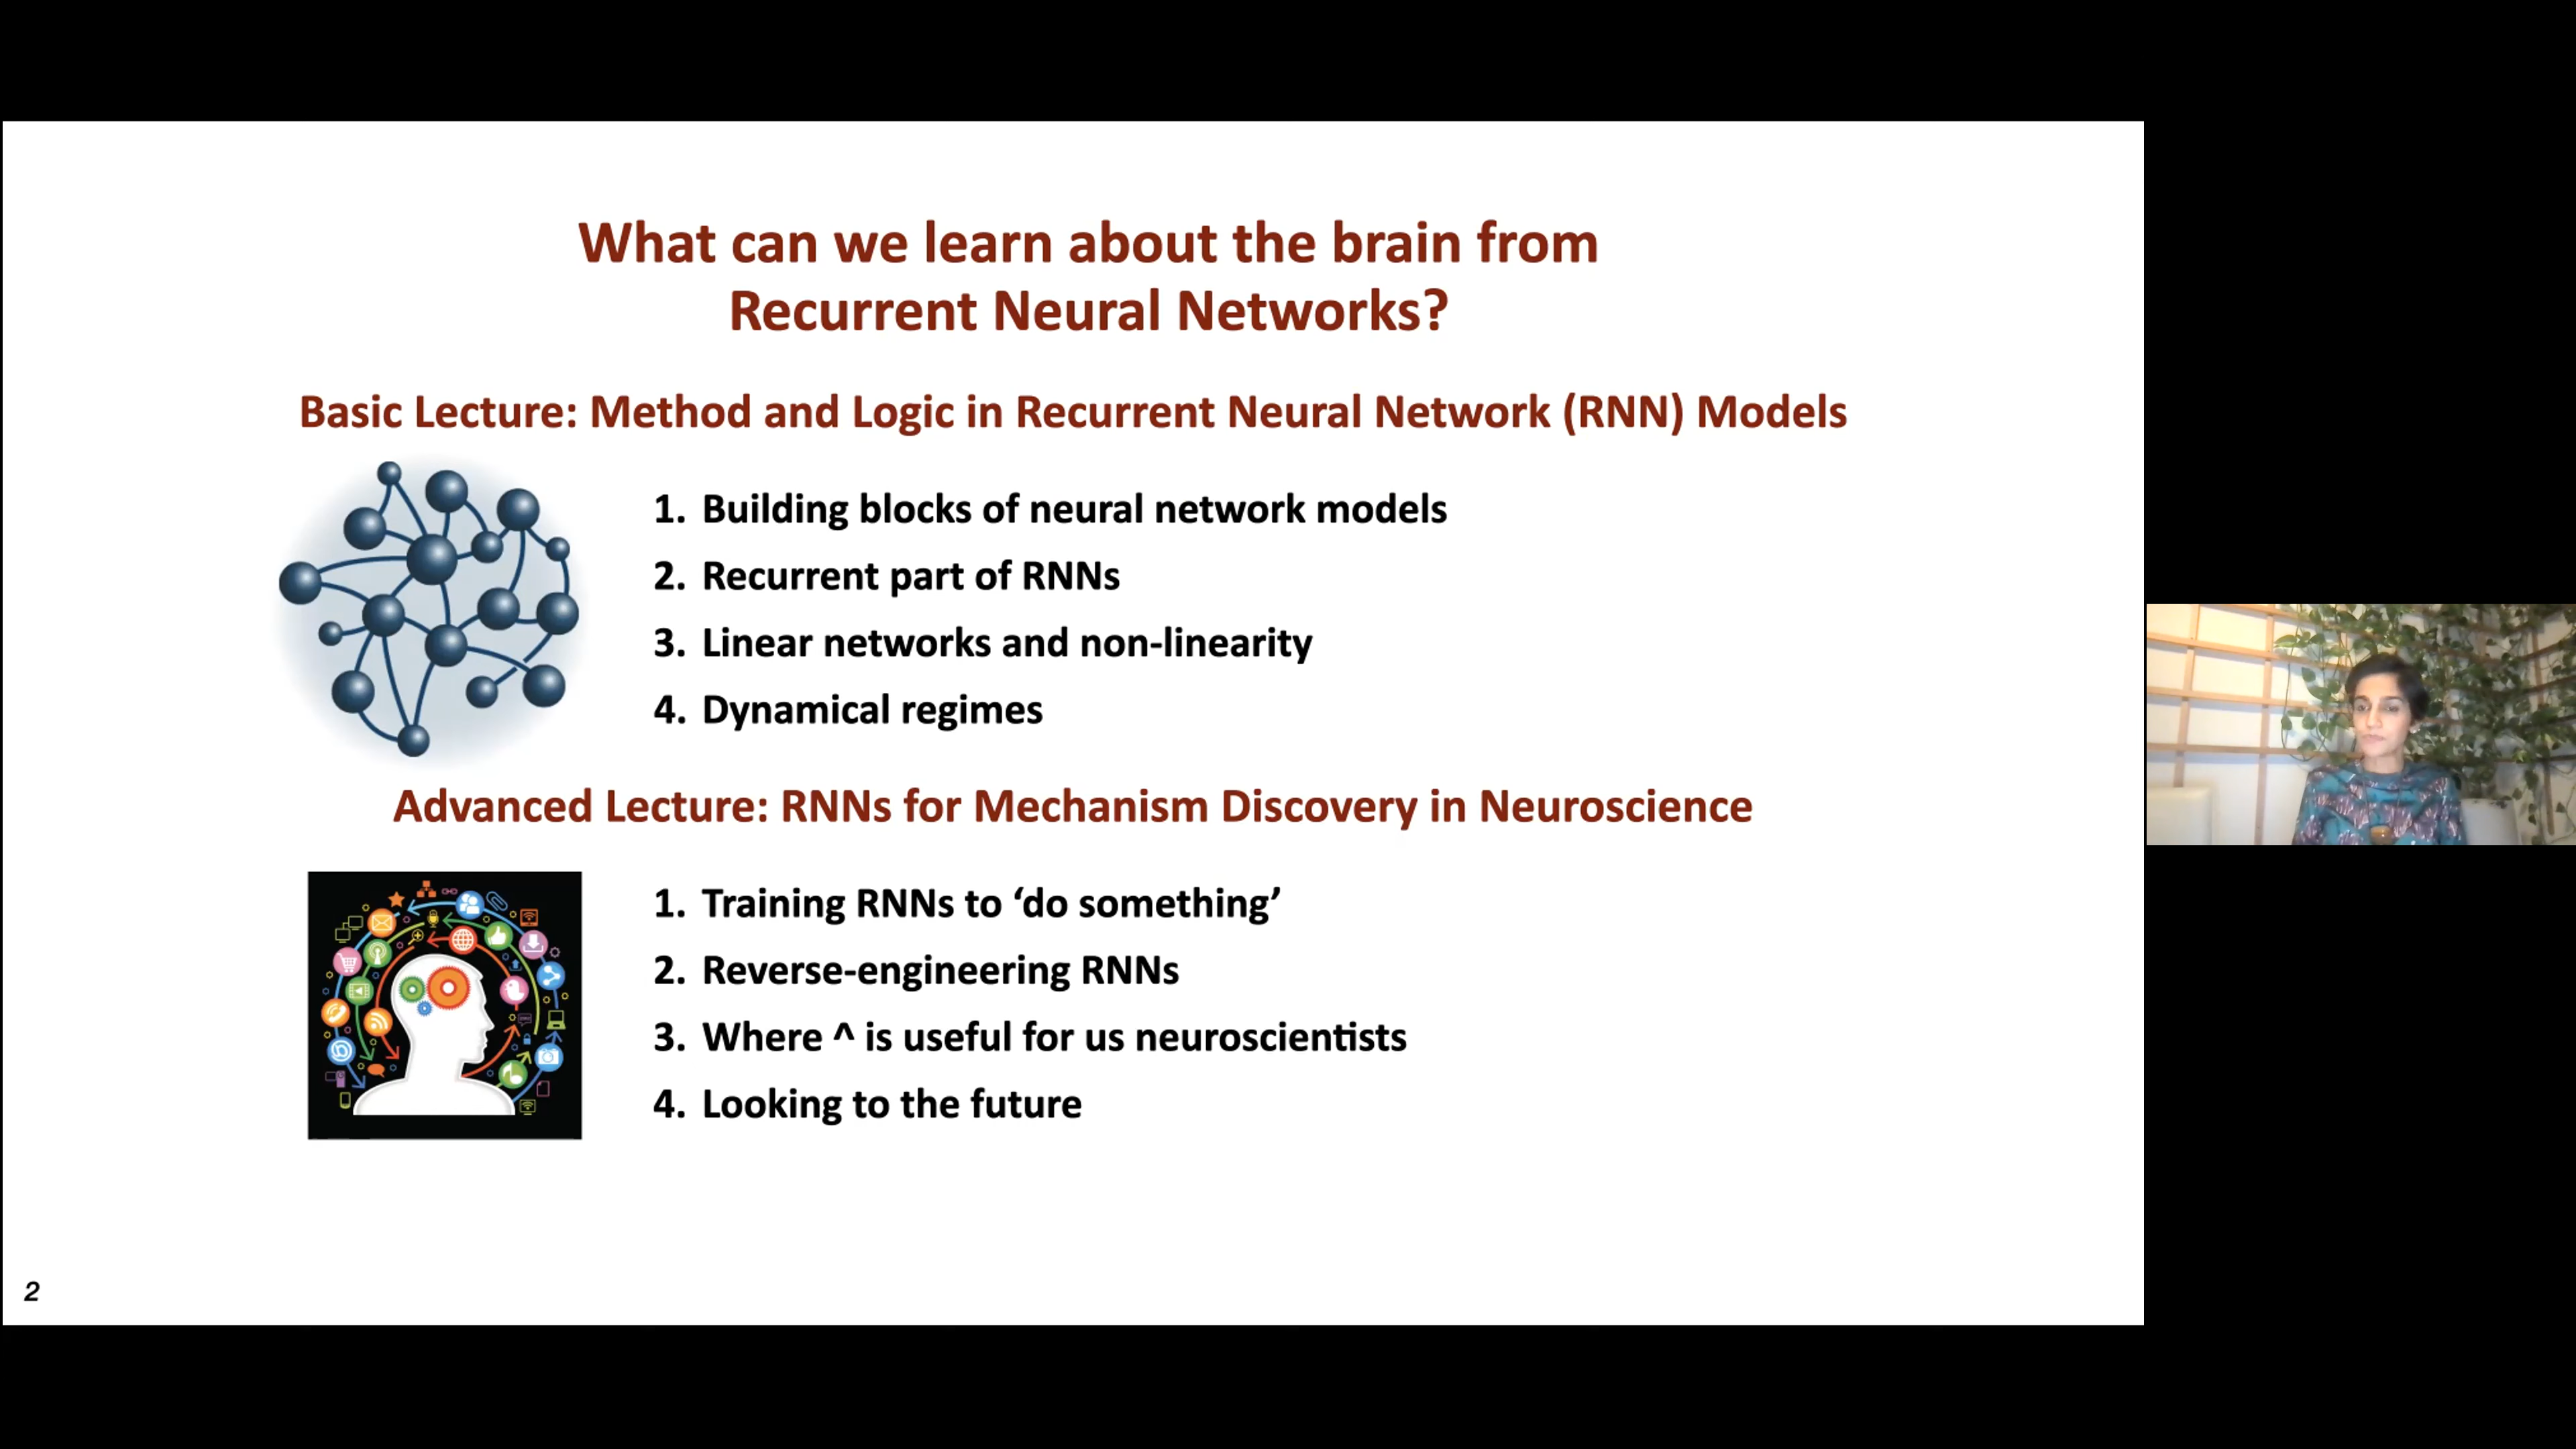 What can we learn about the brain from
Recurrent Neural Networks?
Basic Lecture: Method and Logic in Recurrent Neural Network (RNN) Models
1. Building blocks of neural network models
2. Recurrent part of RNNs
3. Linear networks and non-linearity
4. Dynamical regimes
Advanced Lecture: RNNs for Mechanism Discovery in Neuroscience
1. Training RNNs to ‘do something’
2. Reverse-engineering RNNs
3. Where ^ is useful for us neuroscientists
4. Looking to the future
2